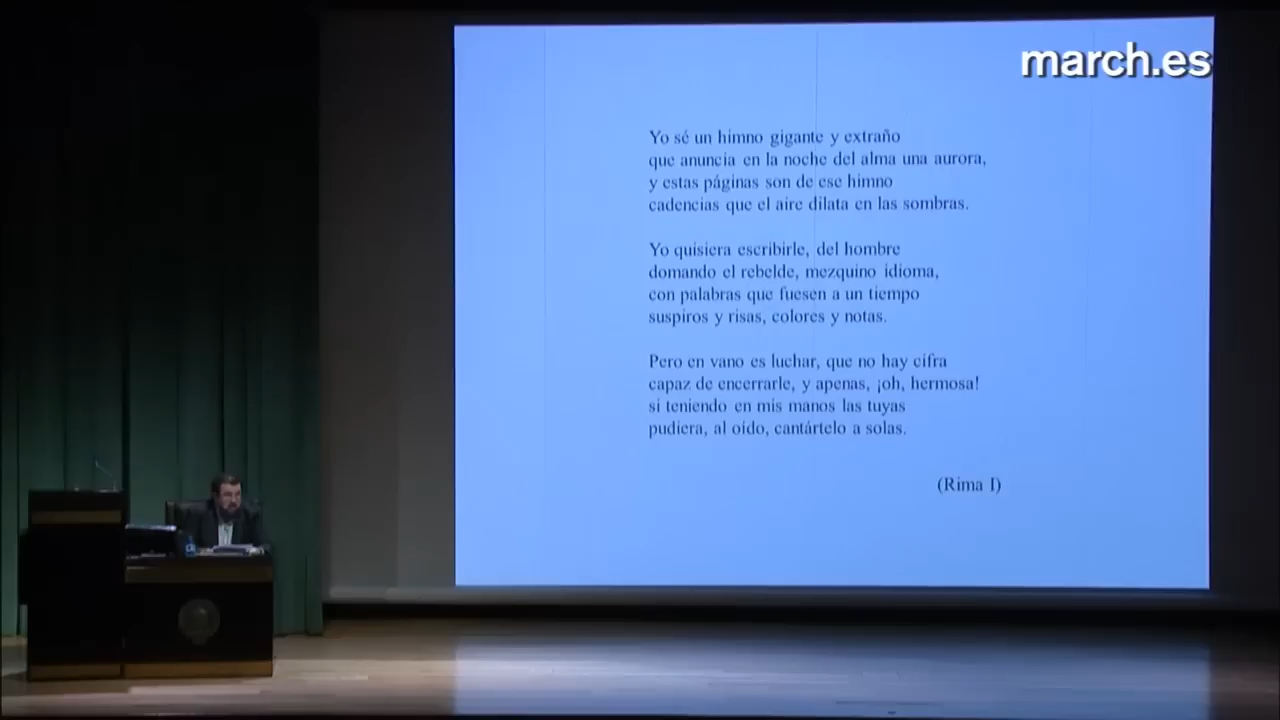 march.es
Yo sé un himno gigante y extraño
que anuncia en la noche del alma una aurora,
y estas páginas son de ese himno
cadencias que el aire dilata en las sombras.
Yo quisiera escribirle, del hombre
domando el rebelde, mezquino idioma,
con palabras que fuesen a un tiempo
suspiros y risas, colores y notas.
Pero en vano es luchar, que no hay cifra
capaz de encerrarle, y apenas, ¡oh, hermosa!
si teniendo en mis manos las tuyas
pudiera, al oído, cantártelo a solas.
(Rima I)